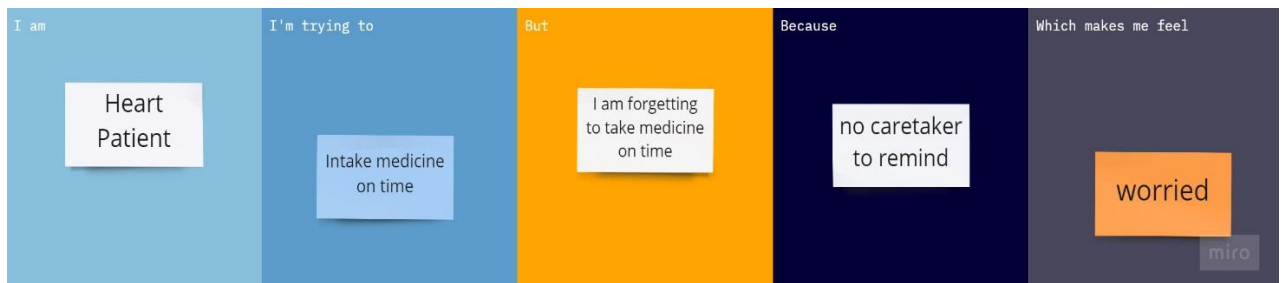 I am
Heart
Patient
I'm trying to
Intake medicine
on time
But
I am forgetting
to take medicine
on time
Because
no caretaker
to remind
Which makes me feel
worried
miro